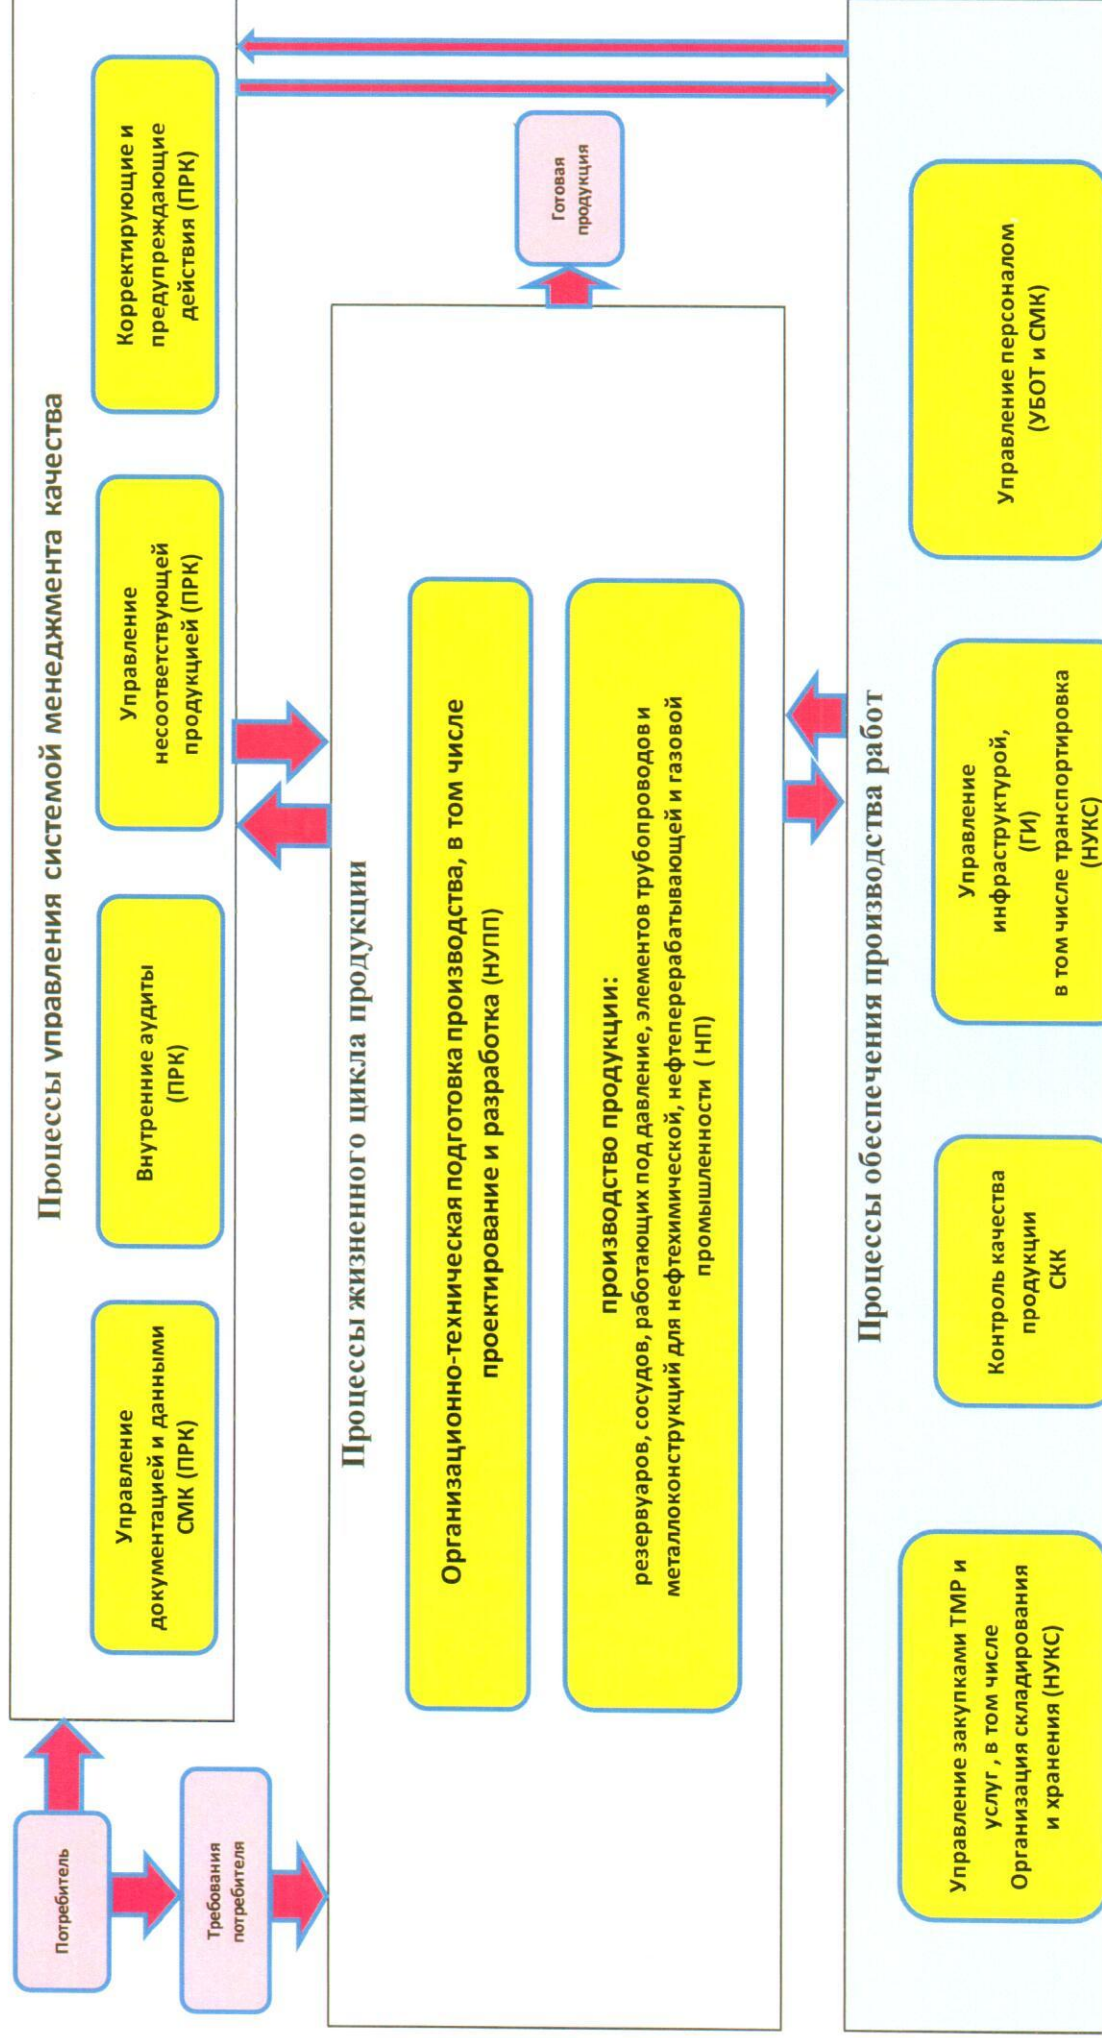 Процессы управления системой менеджмента качества
Потребитель
Управление
документацией и данными
СМК (ПРК)
Внутренние аудиты
(ПРК)
Управление
несоответствующей
продукцией (ПРК)
Корректирующие и
предупреждающие
действия (ПРК)
Требования
потребителя
Процессы жизненного цикла продукции
Организационно-техническая подготовка производства, в том числе
проектирование и разработка (НУПП)
производство продукции:
резервуаров, сосудов, работающих под давление, элементов трубопроводов и
металлоконструкций для нефтехимической, нефтеперерабатывающей и газовой
промышленности ( НП)
Готовая
продукция
Процессы обеспечения производства работ
Управление закупками ТМР и
услуг , в том числе
Организация складирования
и хранения (НУКС)
Контроль качества
продукции
СКК
Управление
инфраструктурой,
(ГИ)
в том числе транспортировка
(НУКС)
Управление персоналом,
(УБОТ и СМК)